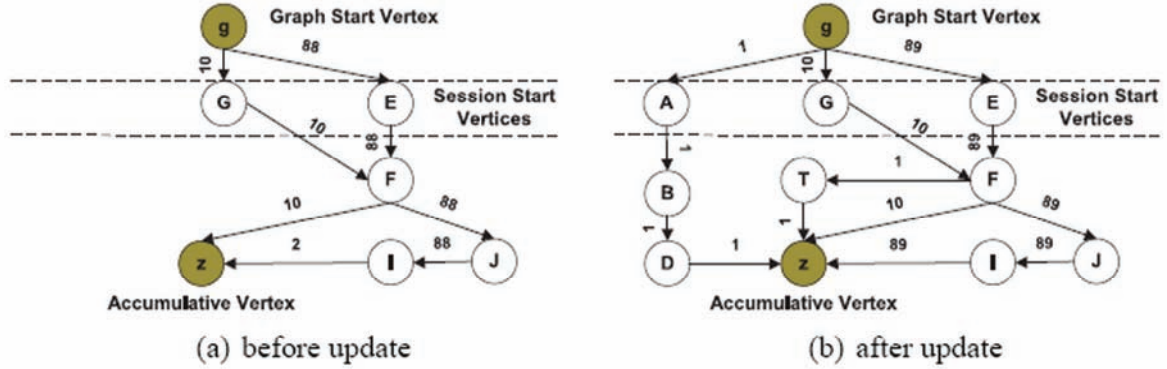 g
Graph Start Vertex
10
88
G
E
Session Start
Vertices
10
88
F
10
88
z
2
I
88
J
Accumulative Vertex
(a) before update
g
Graph Start Vertex
1
10
89
A
G
E
Session Start
Vertices
1
10
89
B
T
1
F
1
1
10
89
D
1
z
89
I
89
J
Accumulative Vertex
(b) after update